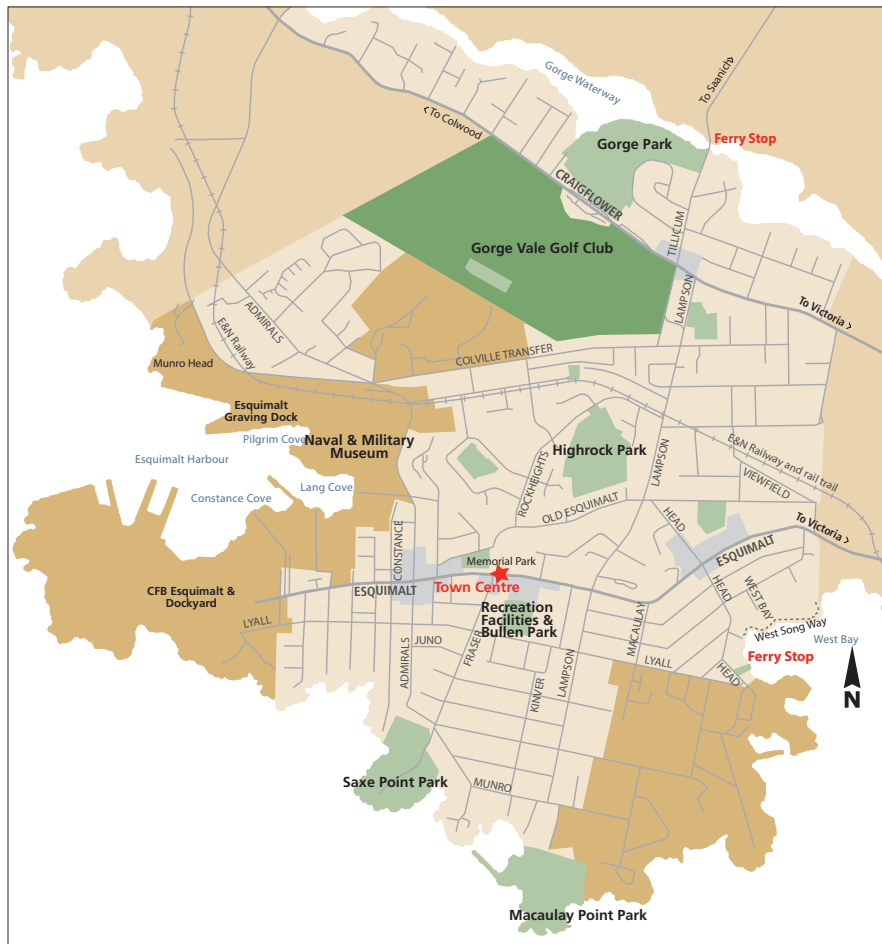 Gorge Waterway
To Saanich>
<To Colwood
Gorge Park
Ferry Stop
CRAIGFLOWER
TILLICUM
Gorge Vale Golf Club
LAMPSON
To Victoria >
ADMIRALS
E&N Railway
Munro Head
COLVILLE TRANSFER
Esquimalt
Graving Dock
Pilgrim Cove
Naval & Military
Museum
Esquimalt Harbour
Lang Cove
Constance Cove
Highrock Park
ROCKHEIGHTS
LAMPSON
E&N Railway and rail trail
VIEWFIELD
OLD ESQUIMALT
HEAD
To Victoria >
CONSTANCE
Memorial Park
ESQUIMALT
Town Centre
ESQUIMALT
CFB Esquimalt &
Dockyard
Recreation
Facilities &
Bullen Park
HEAD
WEST BAY
LYALL
MACAULAY
West Song Way
West Bay
JUNO
FRASER
ADMIRALS
Ferry Stop
LYALL
HEAD
KINVER
LAMPSON
N
Saxe Point Park
MUNRO
Macaulay Point Park